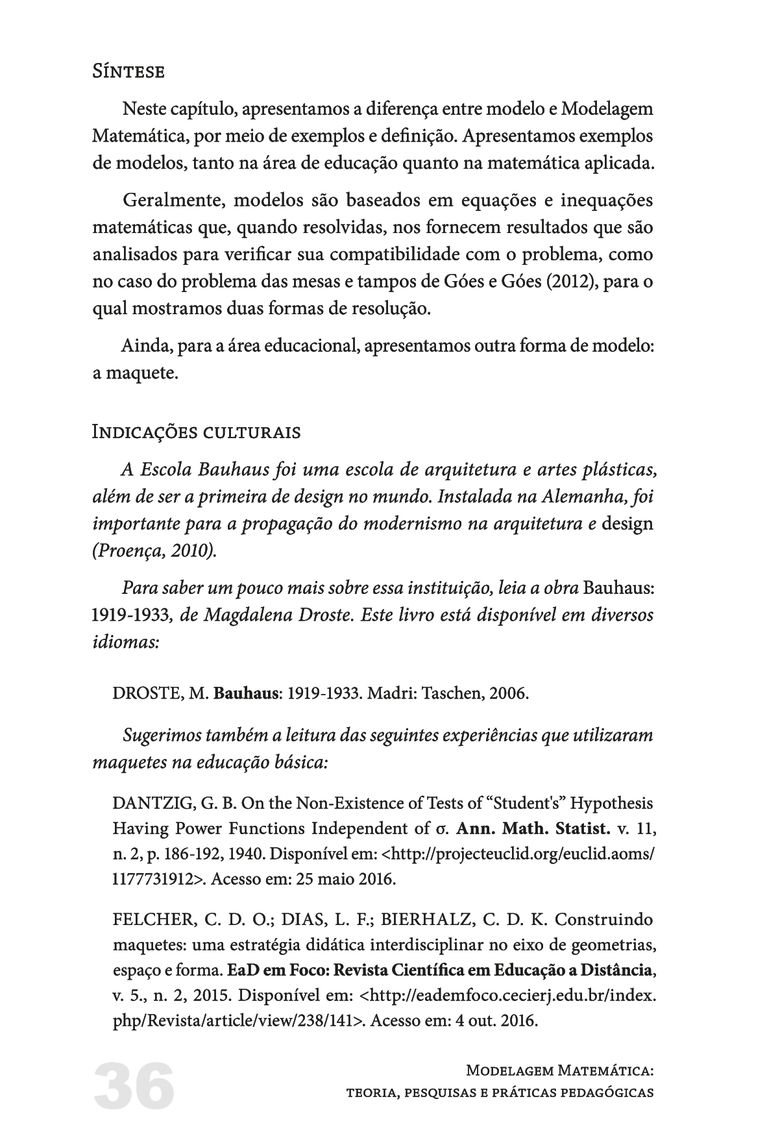 Síntese
Neste capítulo, apresentamos a diferença entre modelo e Modelagem
Matemática, por meio de exemplos e definição. Apresentamos exemplos
de modelos, tanto na área de educação quanto na matemática aplicada.
Geralmente, modelos são baseados em equações e inequações
matemáticas que, quando resolvidas, nos fornecem resultados que são
analisados para verificar sua compatibilidade com o problema, como
no caso do problema das mesas e tampos de Góes e Góes (2012), para o
qual mostramos duas formas de resolução.
Ainda, para a área educacional, apresentamos outra forma de modelo:
a maquete.
Indicações culturais
A Escola Bauhaus foi uma escola de arquitetura e artes plásticas,
além de ser a primeira de design no mundo. Instalada na Alemanha, foi
importante para a propagação do modernismo na arquitetura e design
(Proença, 2010).
Para saber um pouco mais sobre essa instituição, leia a obra Bauhaus:
1919-1933, de Magdalena Droste. Este livro está disponível em diversos
idiomas:
DROSTE, M. Bauhaus: 1919-1933. Madri: Taschen, 2006.
Sugerimos também a leitura das seguintes experiências que utilizaram
maquetes na educação básica:
DANTZIG, G. B. On the Non-Existence of Tests of “Student's” Hypothesis
Having Power Functions Independent of σ. Ann. Math. Statist. v. 11,
n. 2, p. 186-192, 1940. Disponível em: <http://projecteuclid.org/euclid.aoms/
1177731912>. Acesso em: 25 maio 2016.
FELCHER, C. D. O.; DIAS, L. F.; BIERHALZ, C. D. K. Construindo
maquetes: uma estratégia didática interdisciplinar no eixo de geometrias,
espaço e forma. EaD em Foco: Revista Científica em Educação a Distância,
v. 5., n. 2, 2015. Disponível em: <http://eademfoco.cecierj.edu.br/index.
php/Revista/article/view/238/141>. Acesso em: 4 out. 2016.
36
Modelagem Matemática:
teoria, pesquisas e práticas pedagógicas